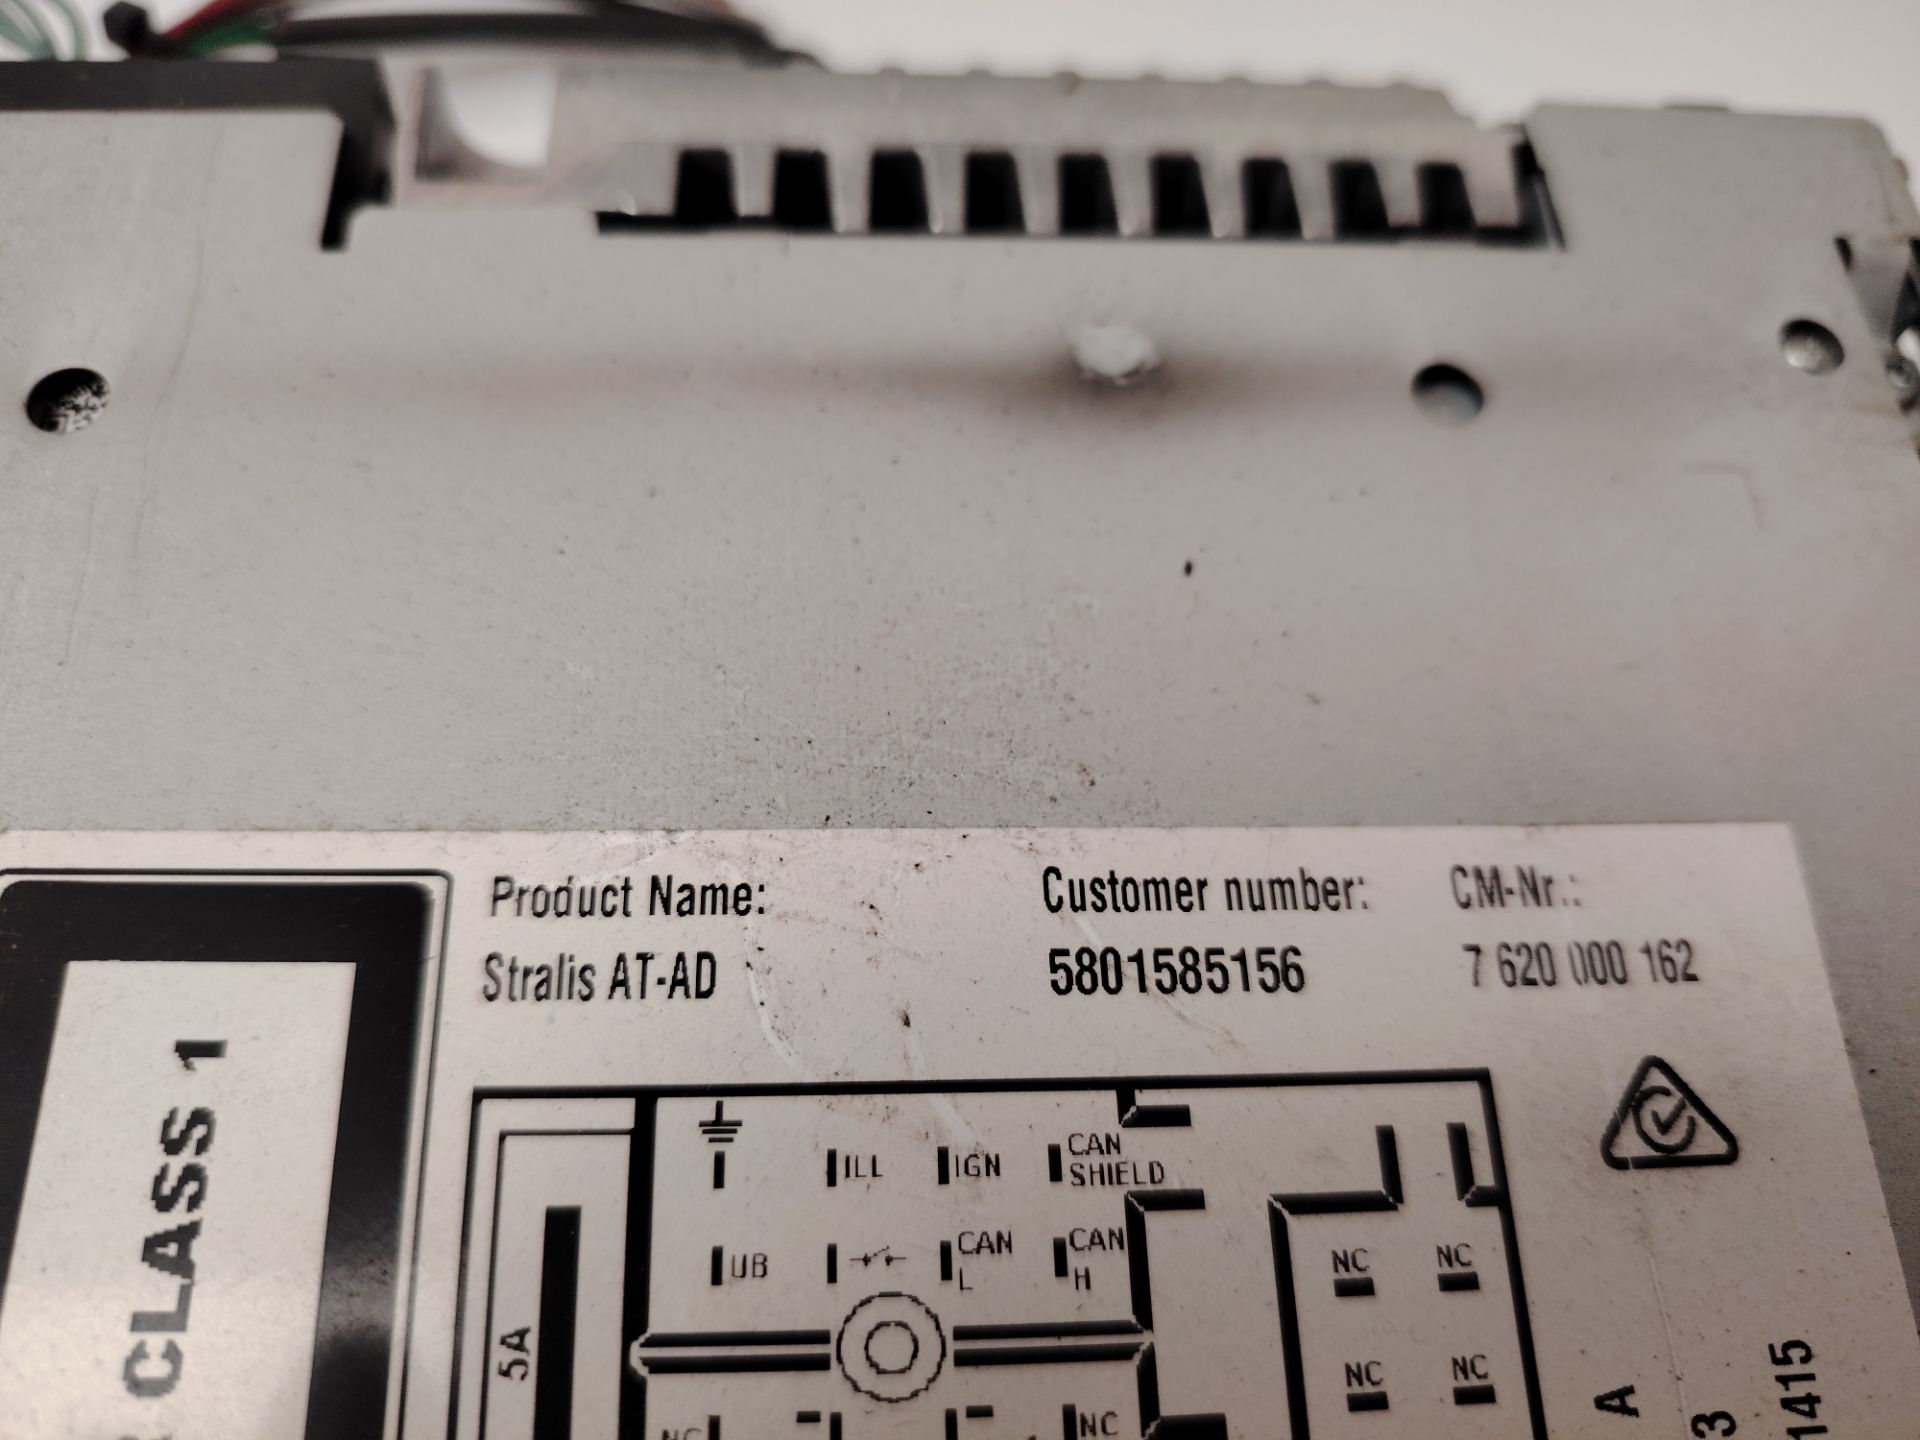 Product Name: Customer number: CM-Nr.:
Stralis AT-AD 5801585156 7 620 000 162
CLASS 1
ILL IGN CAN
SHIELD
UB CAN
L CAN
H
NC NC
5A
NC NC
NC NC
A
3
1415